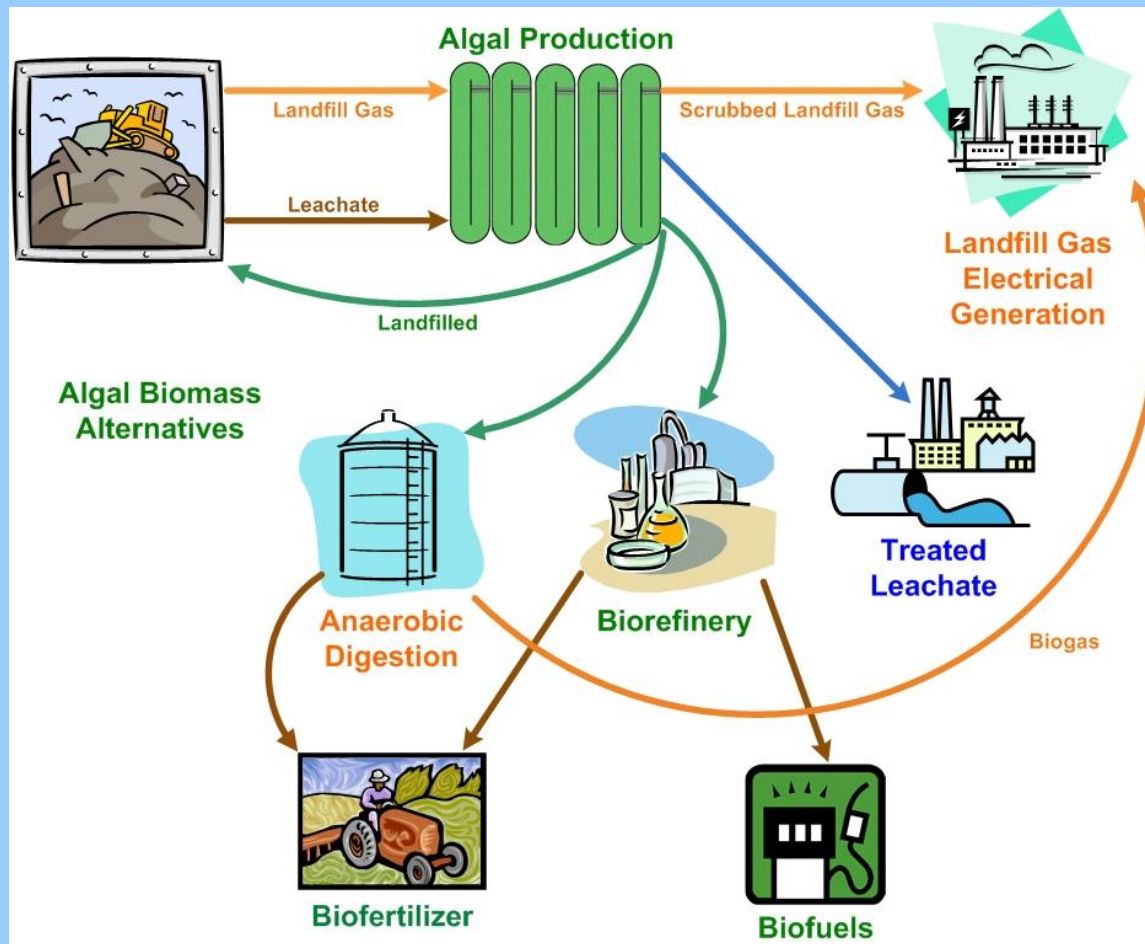 Algal Production
Landfill Gas
Scrubbed Landfill Gas
Leachate
Landfill Gas
Electrical
Generation
Landfilled
Algal Biomass
Alternatives
Treated
Leachate
Anaerobic
Digestion
Biorefinery
Biogas
Biofertilizer
Biofuels